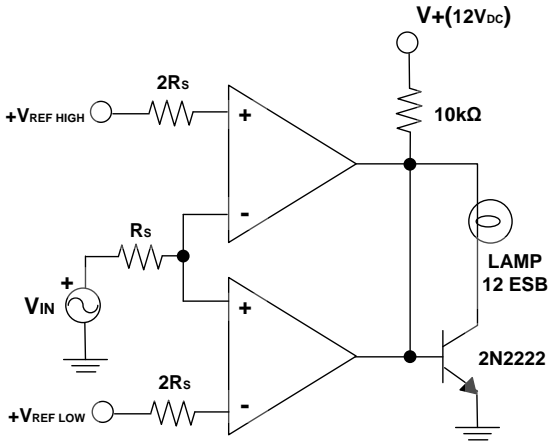 V+(12VDC)
2RS
+VREF HIGH
+
-
10kΩ
RS
+
VIN
LAMP
12 ESB
+
-
2N2222
2RS
+VREF LOW